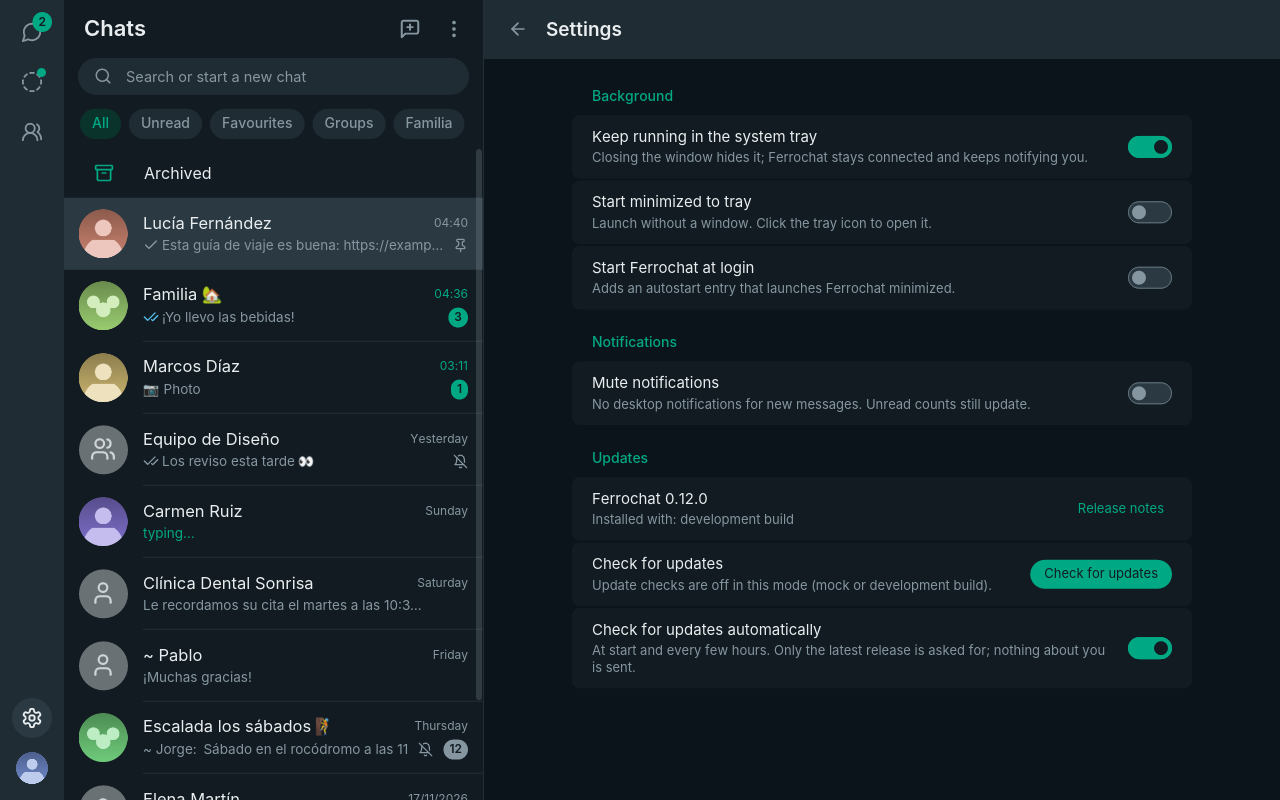 2
Chats
Search or start a new chat
All
Unread
Favourites
Groups
Familia
Archived
Lucía Fernández
04:40
Esta guía de viaje es buena: https://examp...
Familia 🏡
04:36
¡Yo llevo las bebidas!
3
Marcos Díaz
03:11
📷 Photo
1
Equipo de Diseño
Yesterday
Los reviso esta tarde 👀
Carmen Ruiz
Sunday
typing...
Clínica Dental Sonrisa
Saturday
Le recordamos su cita el martes a las 10:3...
~ Pablo
Friday
¡Muchas gracias!
Escalada los sábados 🧗
Thursday
~ Jorge: Sábado en el rocódromo a las 11
12
Elena Martín
17/11/2026
Settings
Background
Keep running in the system tray
Closing the window hides it; Ferrochat stays connected and keeps notifying you.
Start minimized to tray
Launch without a window. Click the tray icon to open it.
Start Ferrochat at login
Adds an autostart entry that launches Ferrochat minimized.
Notifications
Mute notifications
No desktop notifications for new messages. Unread counts still update.
Updates
Ferrochat 0.12.0
Installed with: development build
Release notes
Check for updates
Update checks are off in this mode (mock or development build).
Check for updates
Check for updates automatically
At start and every few hours. Only the latest release is asked for; nothing about you
is sent.